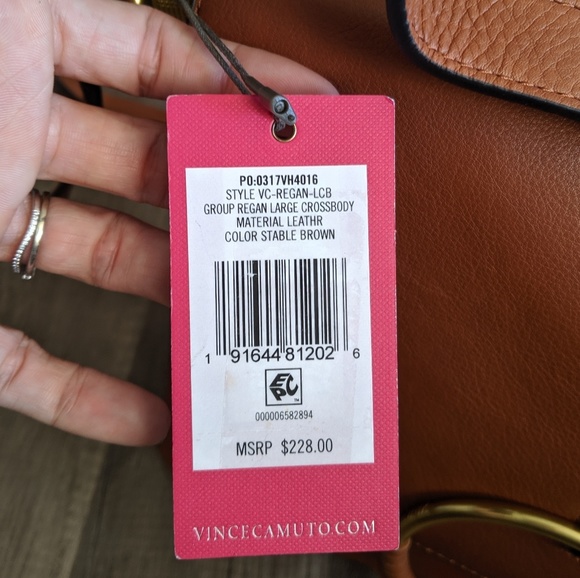 PO:0317VH4016
STYLE VC-REGAN-LCB
GROUP REGAN LARGE CROSSBODY
MATERIAL LEATHR
COLOR STABLE BROWN
1 91644 81202 6
EPC
000006582894
MSRP $228.00
VINCECAMUTO.COM